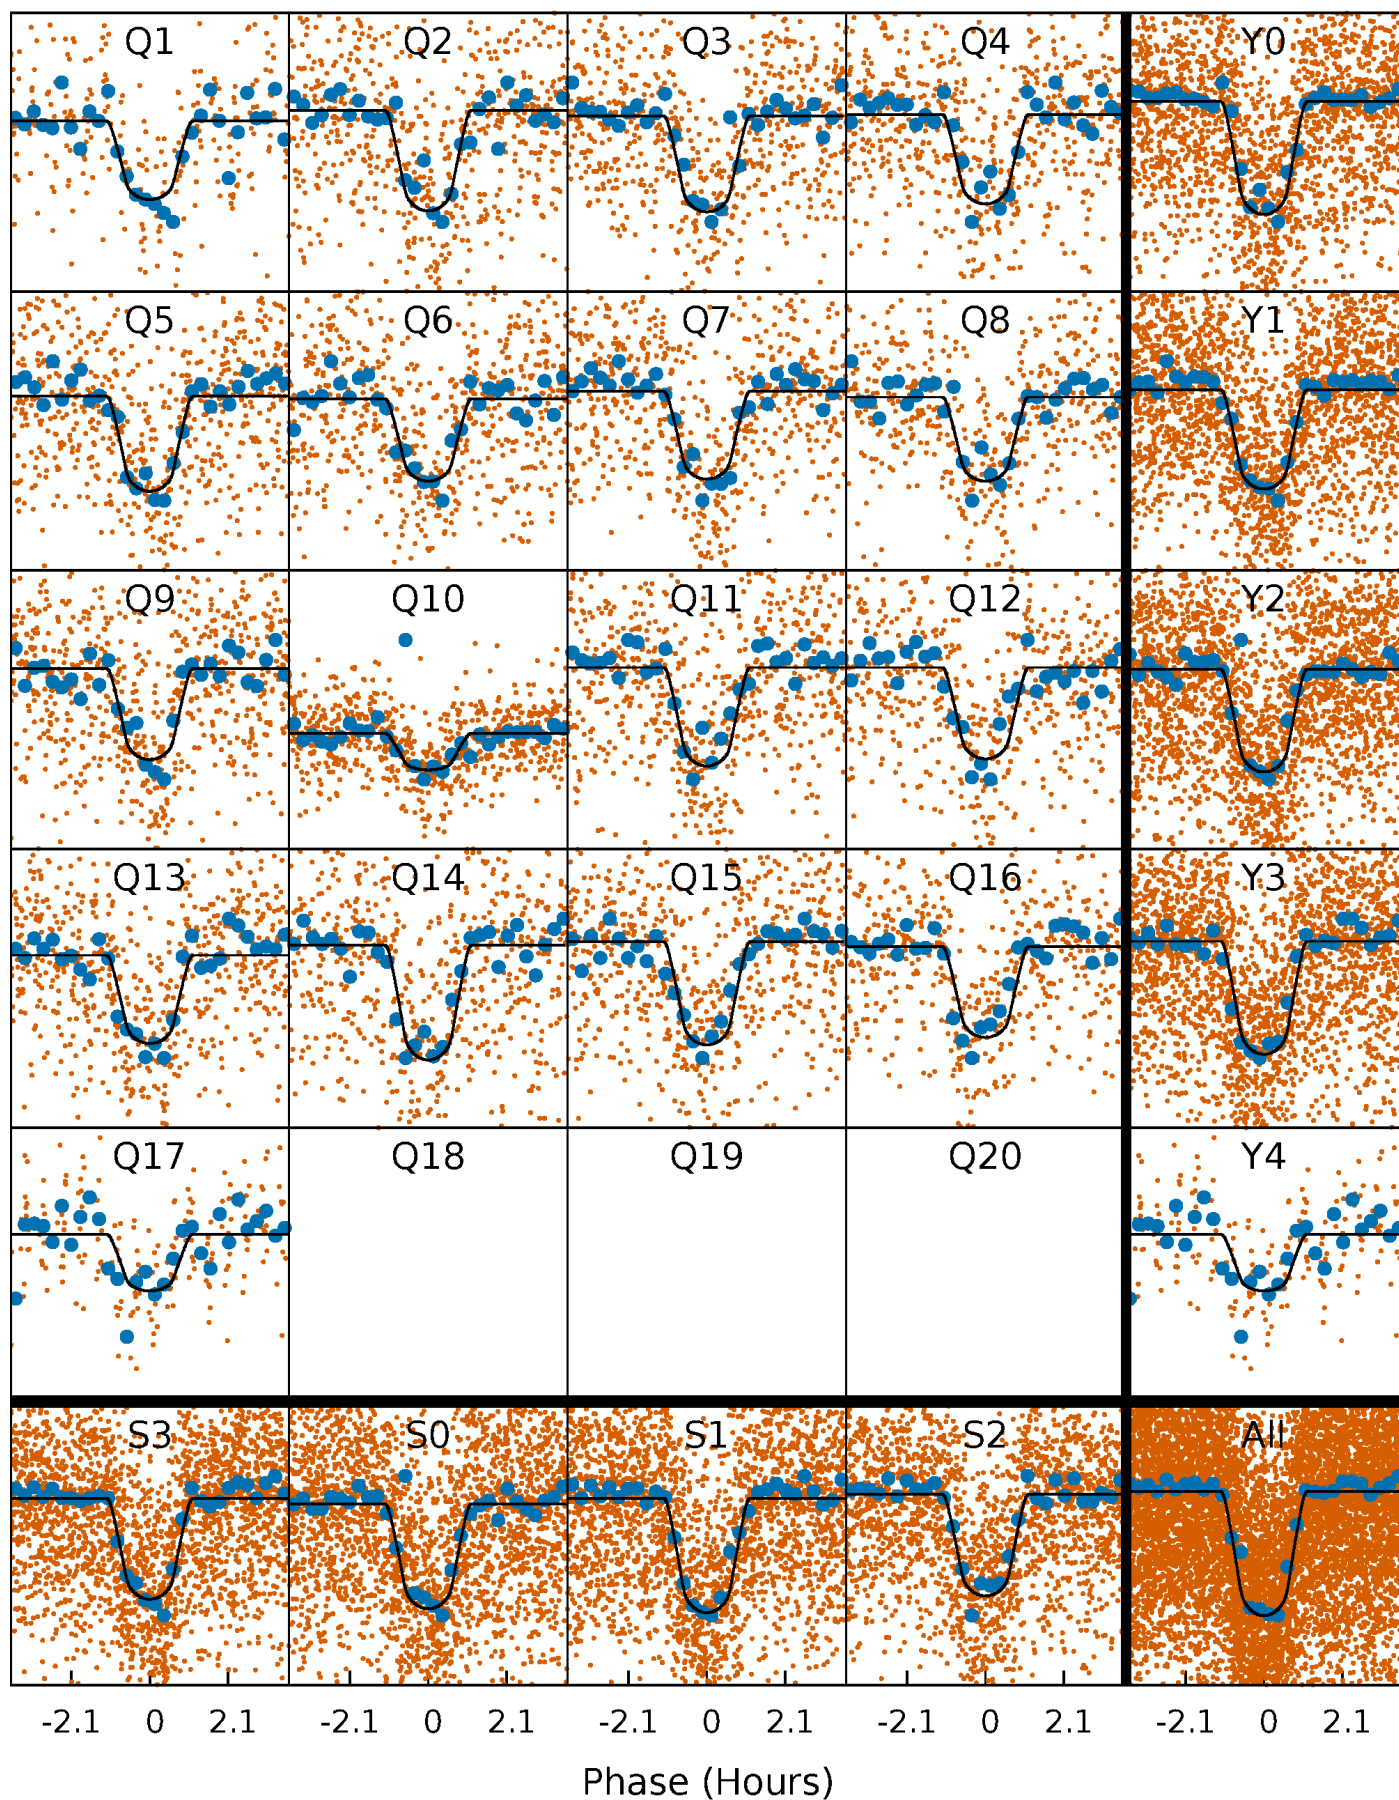 Q1 Q2 Q3 Q4 Y0
Q5 Q6 Q7 Q8 Y1
Q9 Q10 Q11 Q12 Y2
Q13 Q14 Q15 Q16 Y3
Q17 Q18 Q19 Q20 Y4
S3 S0 S1 S2 All
-2.1 0 2.1 -2.1 0 2.1 -2.1 0 2.1 -2.1 0 2.1 -2.1 0 2.1
Phase (Hours)